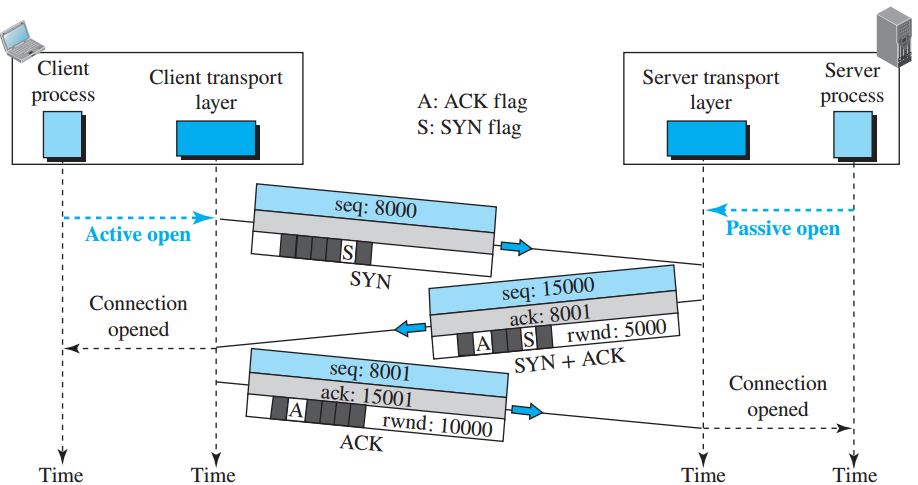 Client
process
Client transport
layer
A: ACK flag
S: SYN flag
Server transport
layer
Server
process
seq: 8000
S
SYN
Active open
Passive open
seq: 15000
ack: 8001
A S rwnd: 5000
SYN + ACK
Connection
opened
seq: 8001
ack: 15001
A rwnd: 10000
ACK
Connection
opened
Time
Time
Time
Time